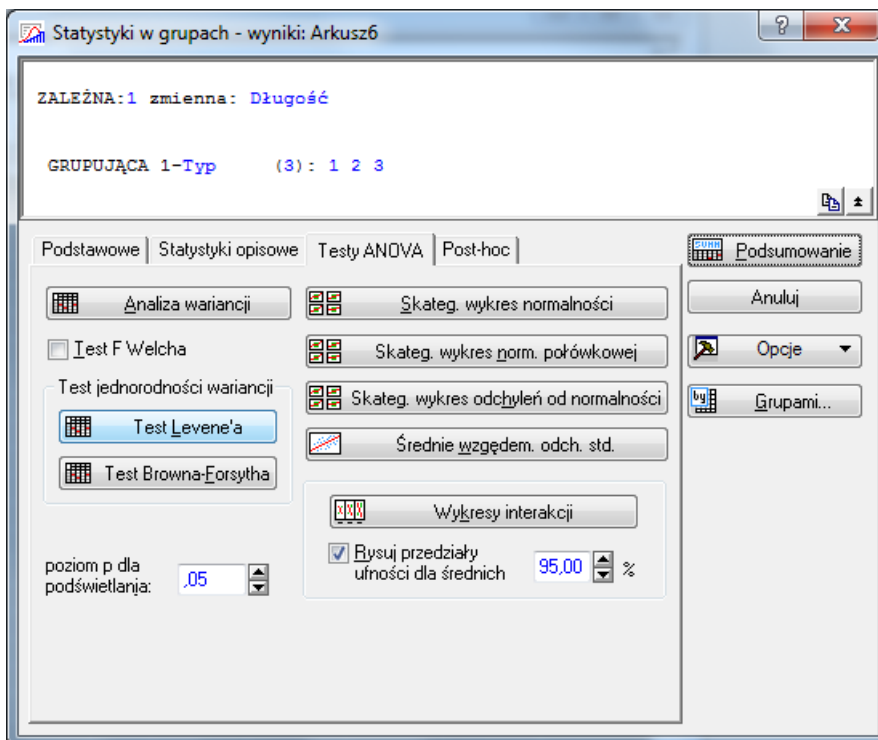 Statystyki w grupach - wyniki: Arkusz6
ZALEŻNA:1 zmienna: Długość
GRUPUJĄCA 1-Typ (3): 1 2 3
Podstawowe Statystyki opisowe Testy ANOVA Post-hoc
Analiza wariancji
Test F Welcha
Test jednorodności wariancji
Test Levene'a
Test Browna-Forsytha
poziom p dla
podświetlania:
,05
Skateg. wykres normalności
Skateg. wykres norm. połówkowej
Skateg. wykres odchyleń od normalności
Średnie wzgędem. odch. std.
Wykresy interakcji
Rysuj przedziały
ufności dla średnich
95,00 %
SUMM
Podsumowanie
Anuluj
Opcje
by
Grupami...